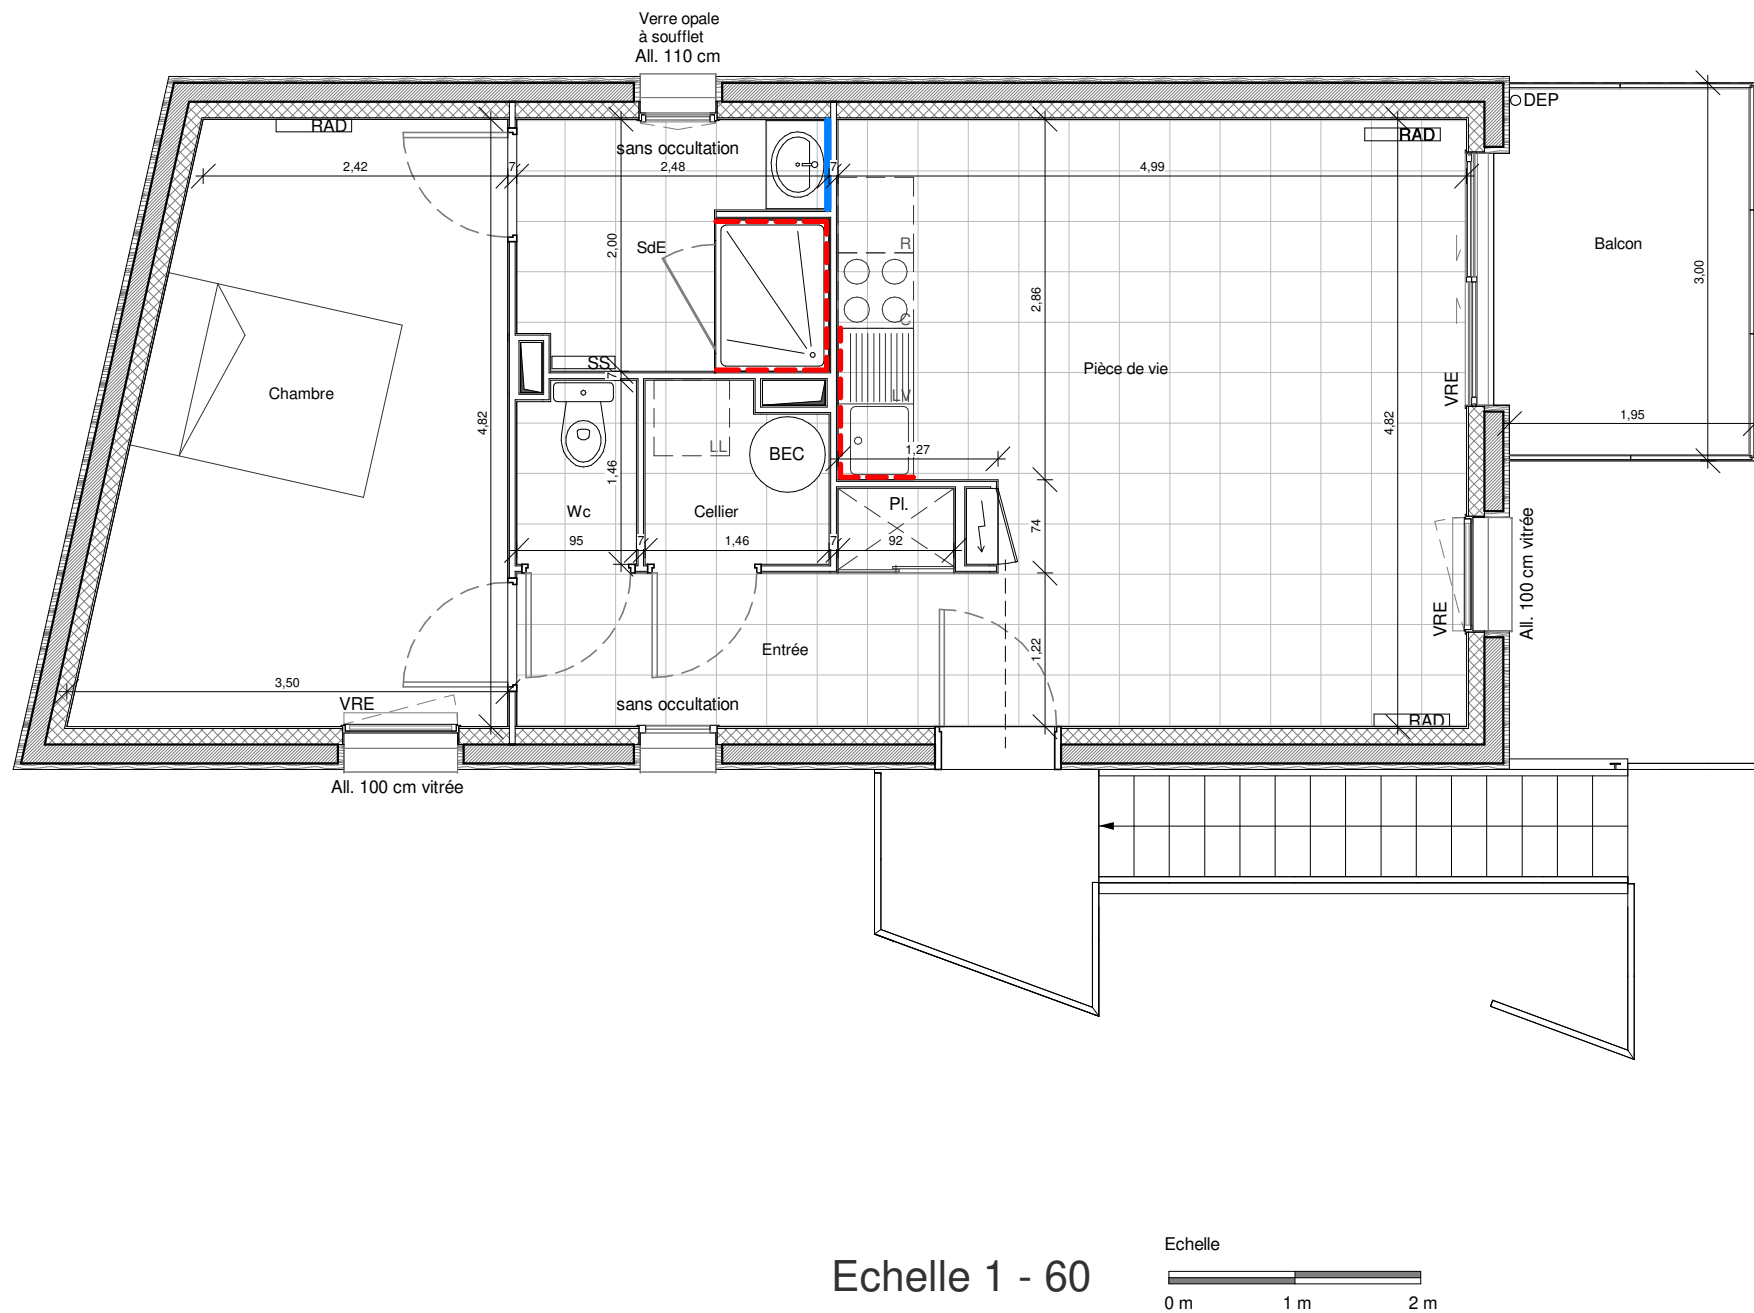 Verre opale
à soufflet
All. 110 cm
RAD
sans occultation
RAD
DEP
2,42
7
2,48
7
4,99
SdE
2,00
R
Balcon
3,00
2,86
C
Chambre
SS
7
Pièce de vie
VRE
LV
4,82
4,82
1,95
LL
BEC
1,27
1,46
Wc
Cellier
Pl.
74
95
7
1,46
7
92
All. 100 cm vitrée
VRE
Entrée
1,22
3,50
VRE
sans occultation
RAD
All. 100 cm vitrée
Echelle 1 - 60
Echelle
0 m
1 m
2 m